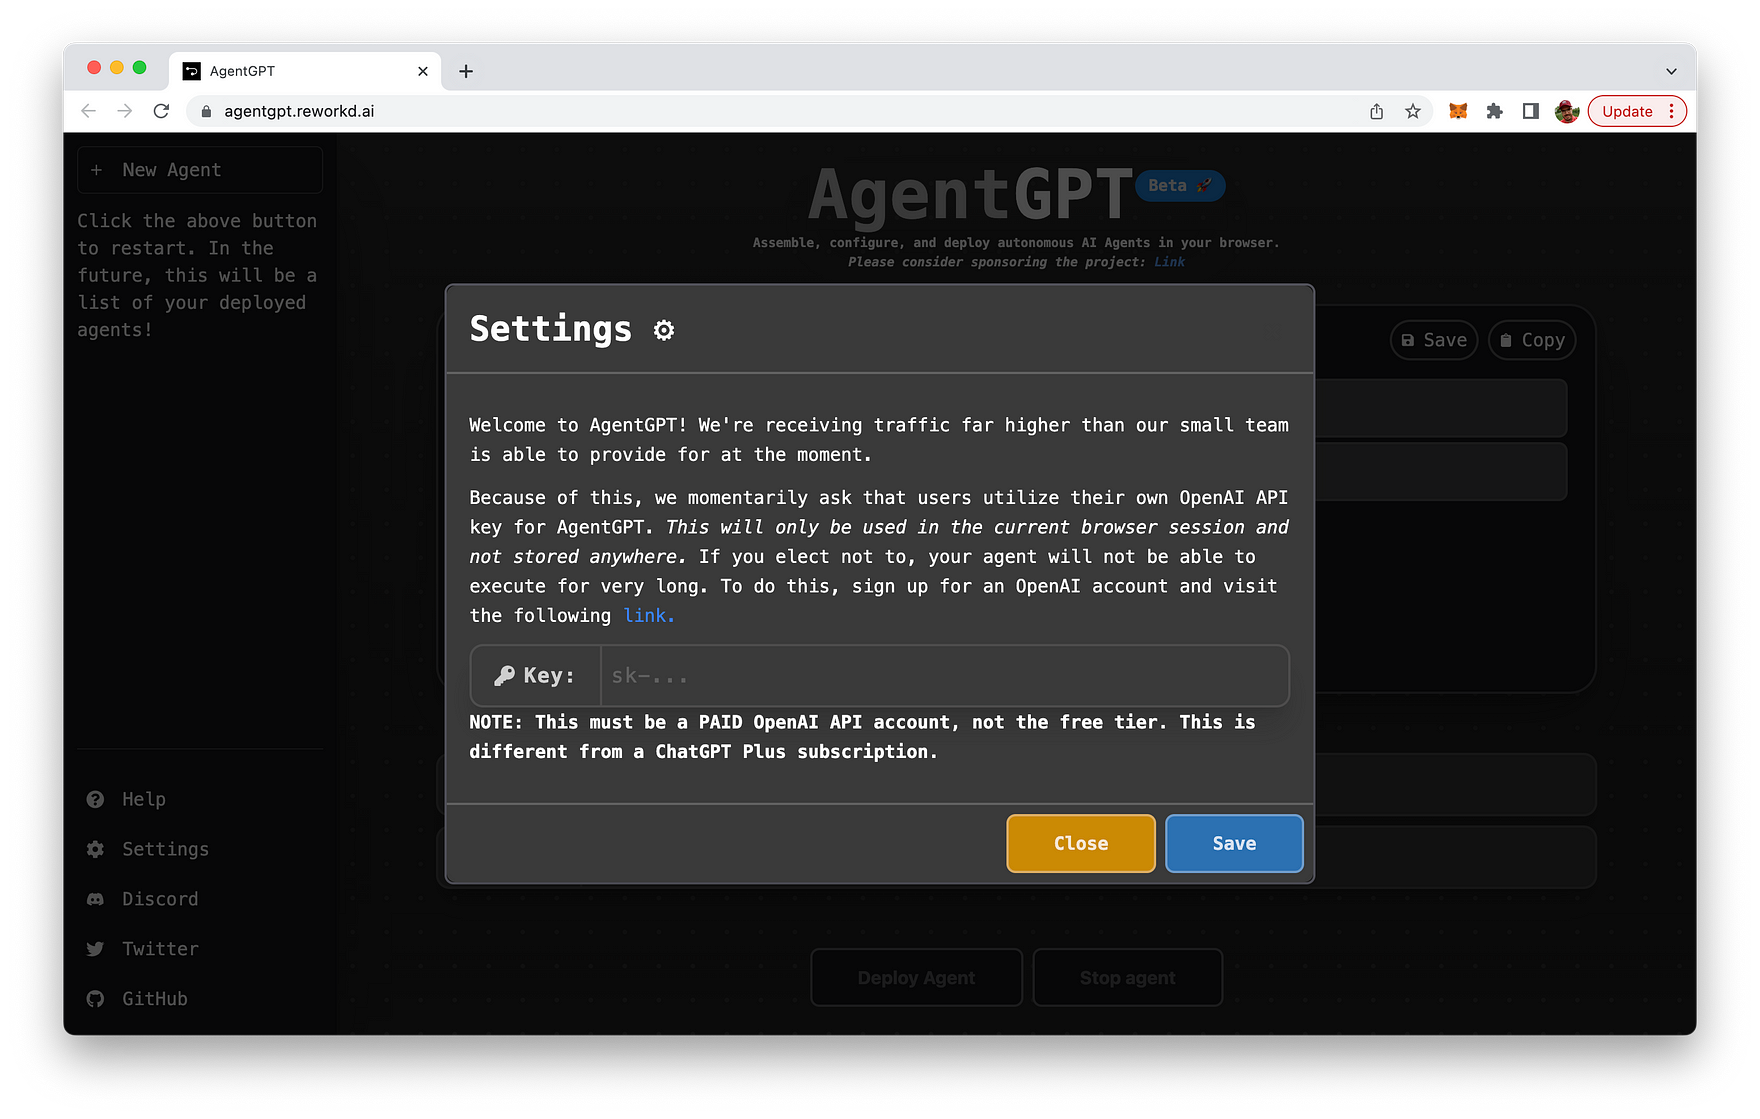 AgentGPT
agentgpt.reworkd.ai
Update
+ New Agent
Click the above button
to restart. In the
future, this will be a
list of your deployed
agents!
Help
Settings
Discord
Twitter
GitHub
AgentGPT Beta 🚀
Assemble, configure, and deploy autonomous AI Agents in your browser.
Please consider sponsoring the project: Link
Save Copy
Settings
Welcome to AgentGPT! We're receiving traffic far higher than our small team
is able to provide for at the moment.
Because of this, we momentarily ask that users utilize their own OpenAI API
key for AgentGPT. This will only be used in the current browser session and
not stored anywhere. If you elect not to, your agent will not be able to
execute for very long. To do this, sign up for an OpenAI account and visit
the following link.
Key: sk-...
NOTE: This must be a PAID OpenAI API account, not the free tier. This is
different from a ChatGPT Plus subscription.
Close Save
Deploy Agent Stop agent